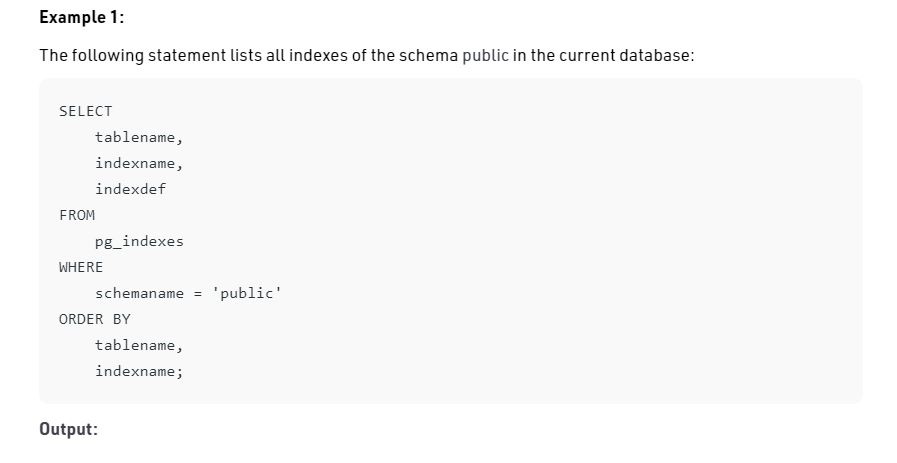 Example 1:
The following statement lists all indexes of the schema public in the current database:
SELECT
    tablename,
    indexname,
    indexdef
FROM
    pg_indexes
WHERE
    schemaname = 'public'
ORDER BY
    tablename,
    indexname;
Output: